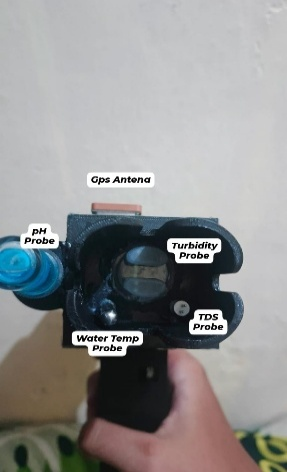 Gps Antena
pH
Probe
Turbidity
Probe
TDS
Probe
Water Temp
Probe